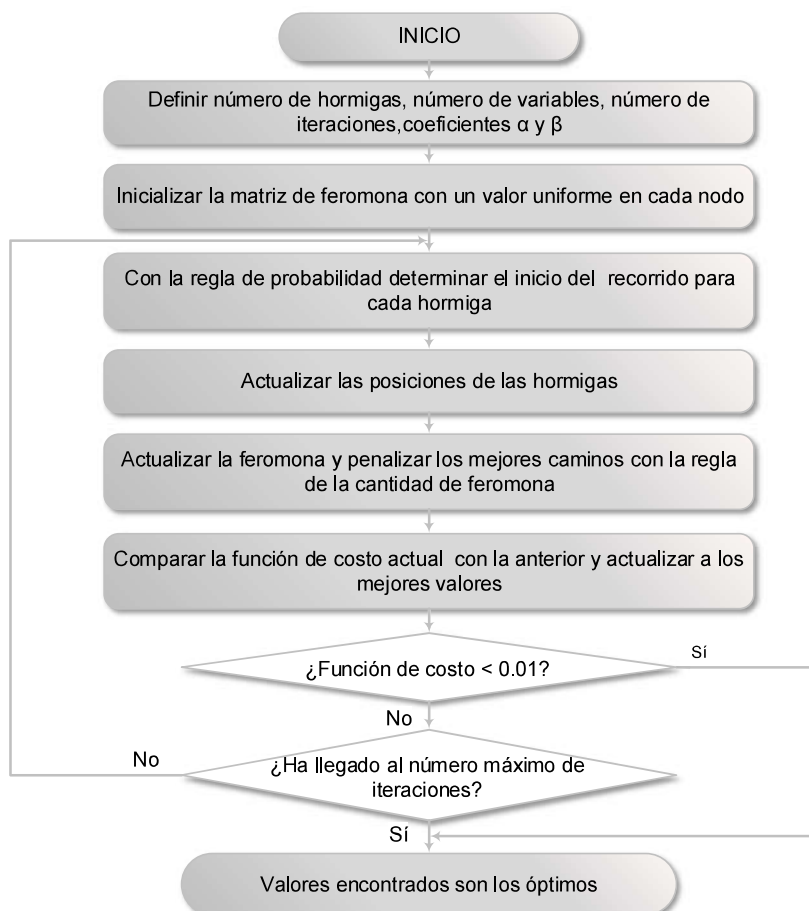 INICIO
Definir número de hormigas, número de variables, número de
iteraciones,coeficientes α y β
Inicializar la matriz de feromona con un valor uniforme en cada nodo
Con la regla de probabilidad determinar el inicio del recorrido para
cada hormiga
Actualizar las posiciones de las hormigas
Actualizar la feromona y penalizar los mejores caminos con la regla
de la cantidad de feromona
Comparar la función de costo actual con la anterior y actualizar a los
mejores valores
¿Función de costo < 0.01?
Sí
No
¿Ha llegado al número máximo de
iteraciones?
No
Sí
Valores encontrados son los óptimos